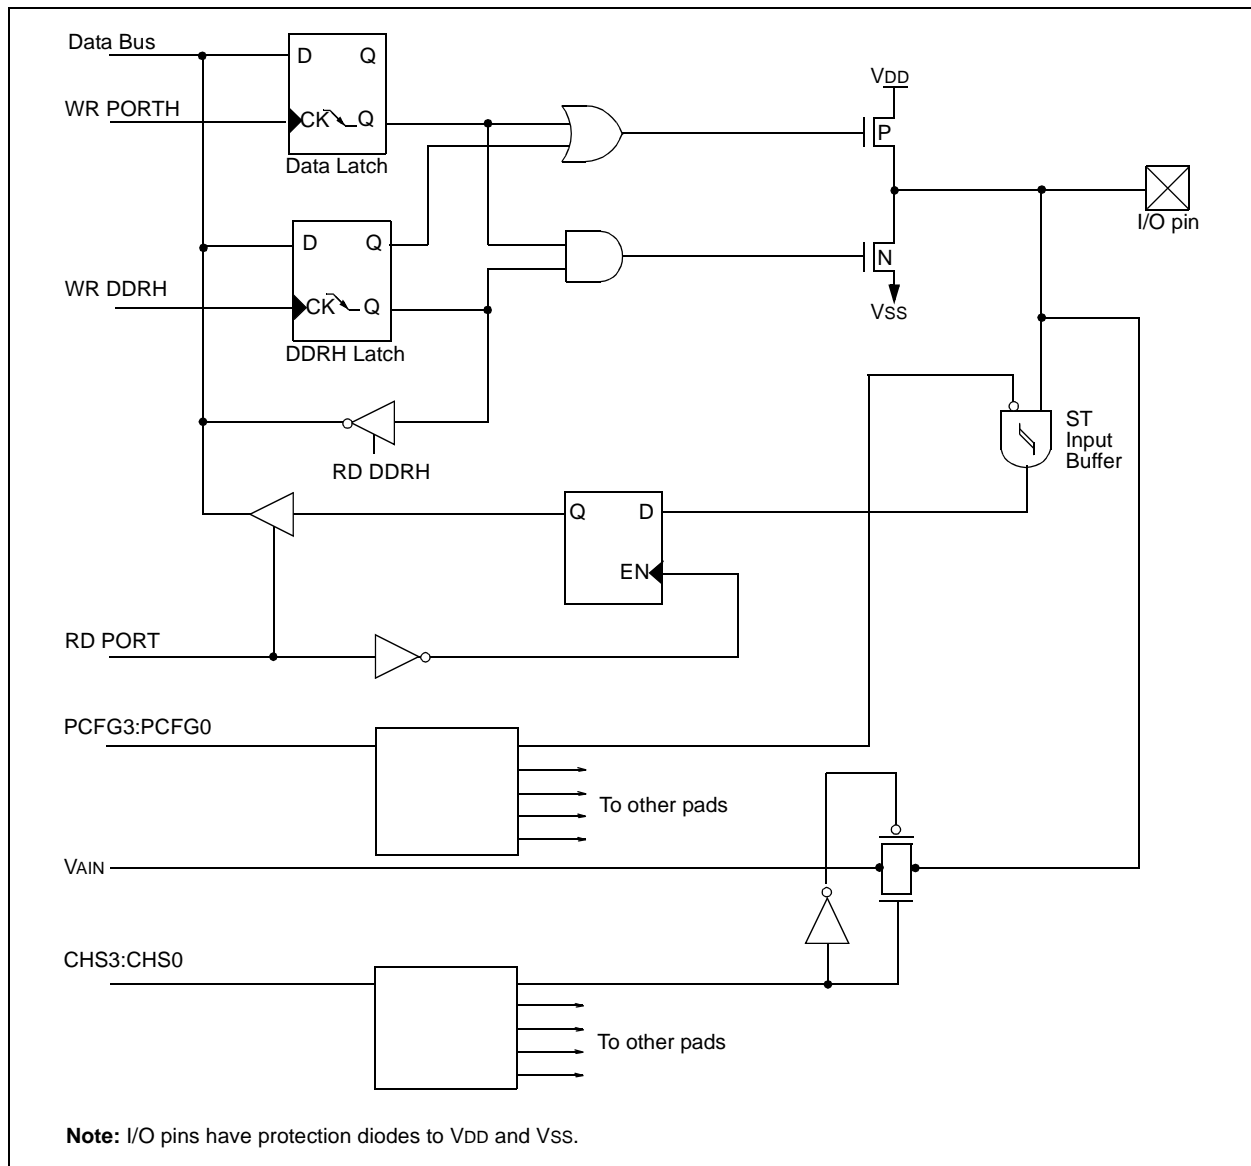 Data Bus
D Q
VDD
WR PORTH
CK Q
P
Data Latch
I/O pin
D Q
N
WR DDRH
CK Q
VSS
DDRH Latch
ST
Input
Buffer
RD DDRH
Q D
EN
RD PORT
PCFG3:PCFG0
To other pads
VAIN
CHS3:CHS0
To other pads
Note: I/O pins have protection diodes to VDD and VSS.